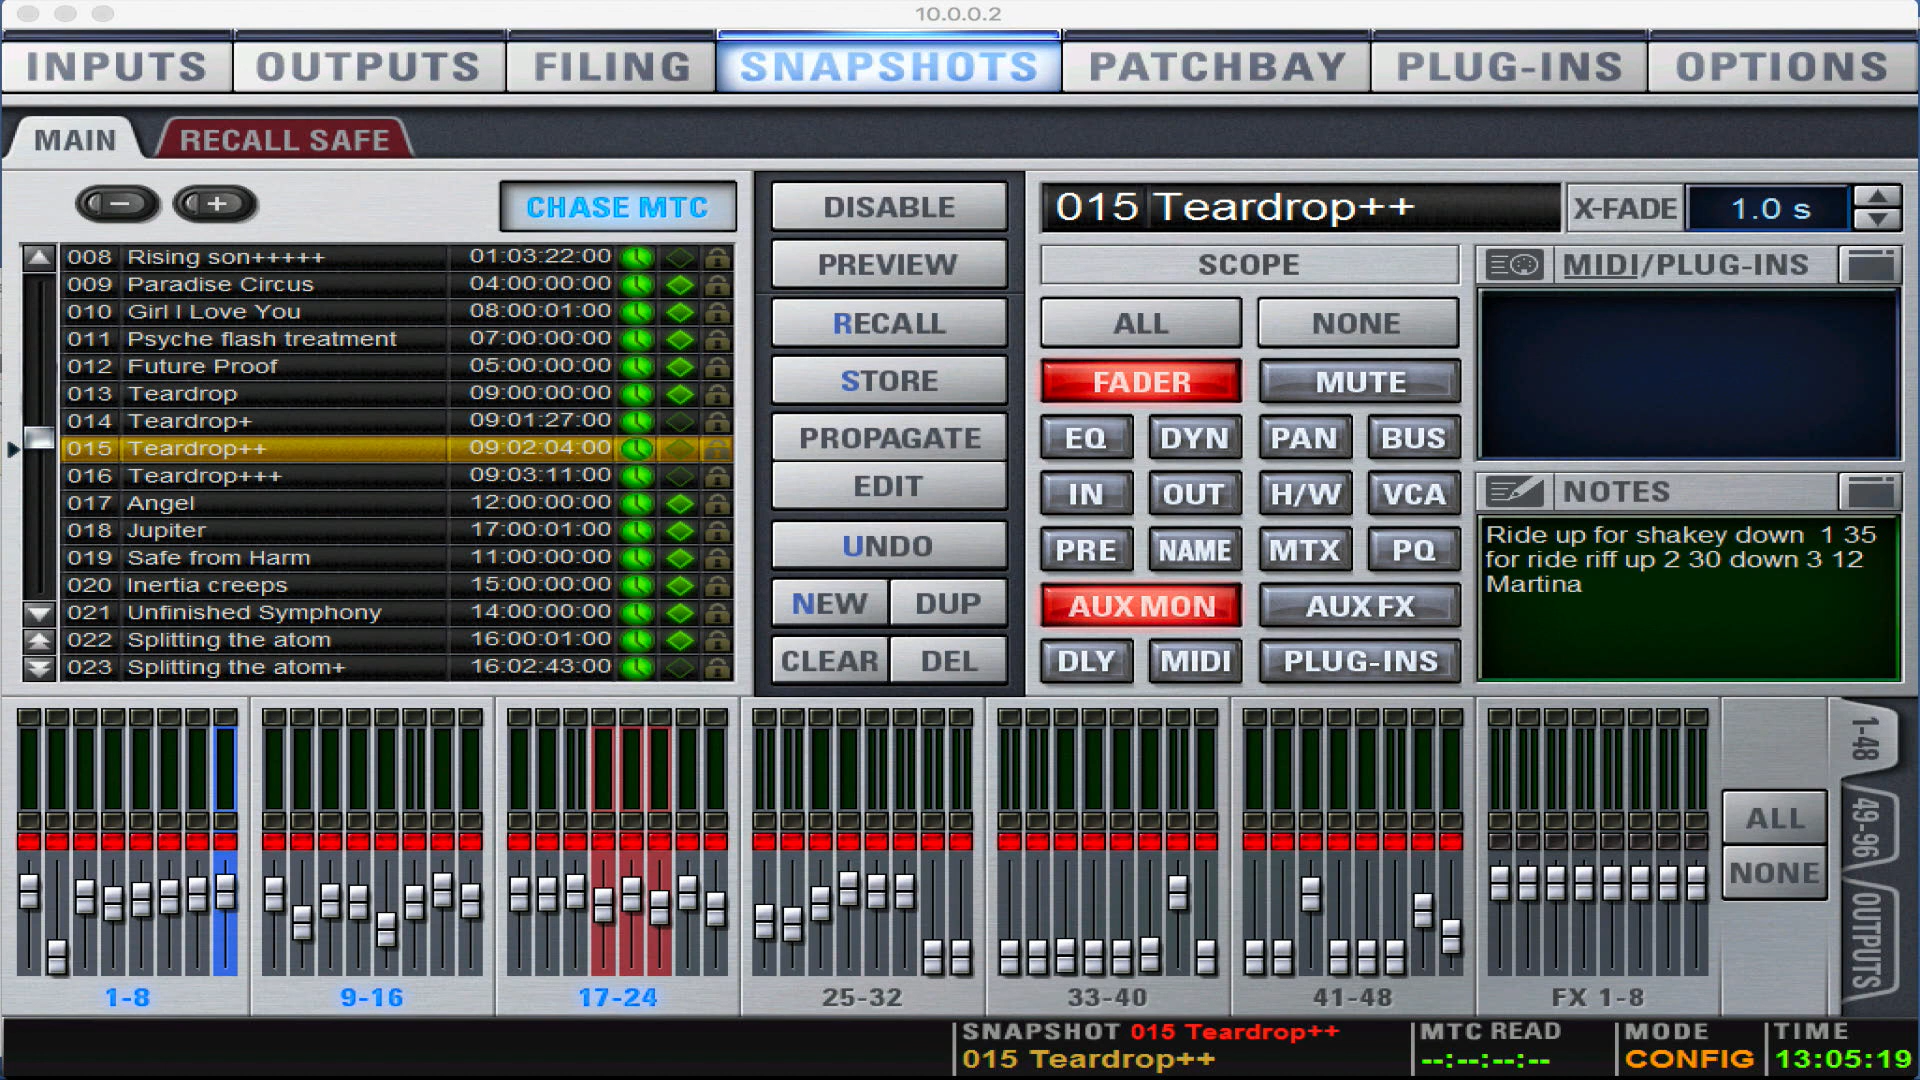 10.0.0.2
INPUTS OUTPUTS FILING SNAPSHOTS PATCHBAY PLUG-INS OPTIONS
MAIN RECALL SAFE
− +
CHASE MTC
008 Rising son+++++ 01:03:22:00
009 Paradise Circus 04:00:00:00
010 Girl I Love You 08:00:01:00
011 Psyche flash treatment 07:00:00:00
012 Future Proof 05:00:00:00
013 Teardrop 09:00:00:00
014 Teardrop+ 09:01:27:00
015 Teardrop++ 09:02:04:00
016 Teardrop+++ 09:03:11:00
017 Angel 12:00:00:00
018 Jupiter 17:00:01:00
019 Safe from Harm 11:00:00:00
020 Inertia creeps 15:00:00:00
021 Unfinished Symphony 14:00:00:00
022 Splitting the atom 16:00:01:00
023 Splitting the atom+ 16:02:43:00
DISABLE
PREVIEW
RECALL
STORE
PROPAGATE
EDIT
UNDO
NEW DUP
CLEAR DEL
015 Teardrop++ X-FADE 1.0 s
SCOPE
ALL NONE
FADER MUTE
EQ DYN PAN BUS
IN OUT H/W VCA
PRE NAME MTX PQ
AUX MON AUX FX
DLY MIDI PLUG-INS
MIDI/PLUG-INS
NOTES
Ride up for shakey down 1 35
for ride riff up 2 30 down 3 12
Martina
1-8 9-16 17-24 25-32 33-40 41-48 FX 1-8
ALL
NONE
1-48
49-96
OUTPUTS
SNAPSHOT 015 Teardrop++
015 Teardrop++
MTC READ
--:--:--:--
MODE
CONFIG
TIME
13:05:19